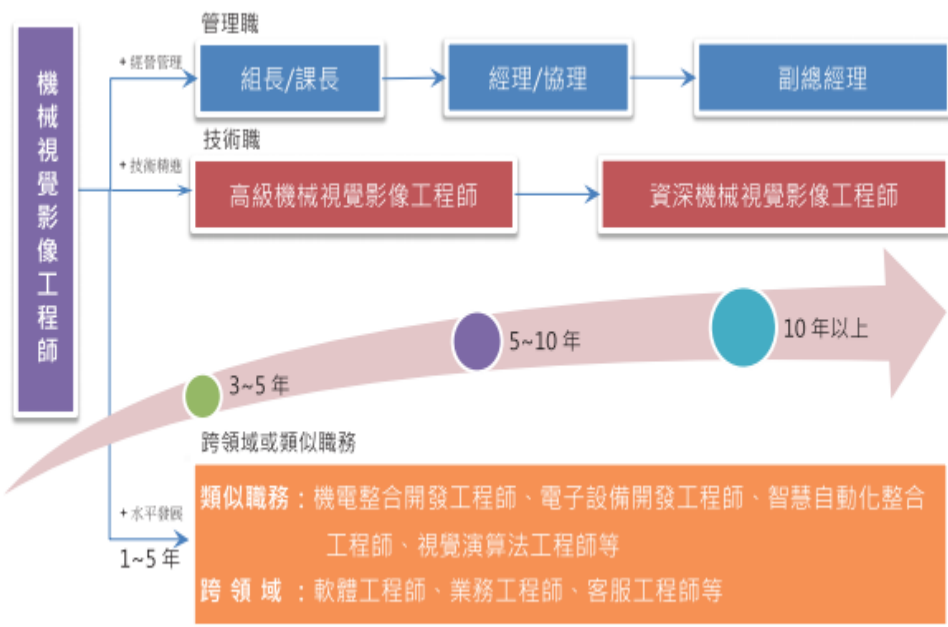 機械視覺影像工程師
管理職
+ 經營管理
組長/課長
經理/協理
副總經理
技術職
+ 技術精進
高級機械視覺影像工程師
資深機械視覺影像工程師
10 年以上
5~10 年
3~5 年
跨領域或類似職務
+ 水平發展
1~5 年
類似職務：機電整合開發工程師、電子設備開發工程師、智慧自動化整合
工程師、視覺演算法工程師等
跨 領 域 ：軟體工程師、業務工程師、客服工程師等